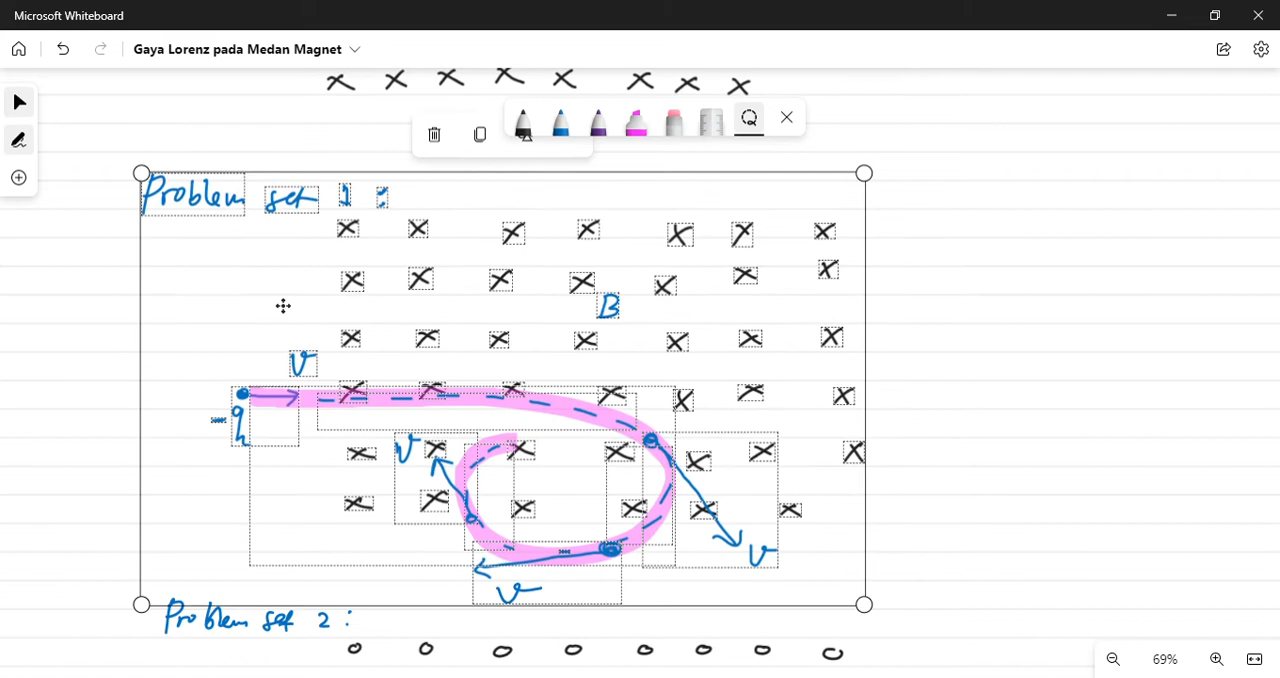 Microsoft Whiteboard
Gaya Lorenz pada Medan Magnet
x x x x x x x x
Problem set 1 :
x x x x x x x
x x x x x x x
B
x x x x x x x
v
x x x x x x x
- q
v x x x x x x x
x x x x x x
v
v
Problem set 2 :
o o o o o o o o
69%